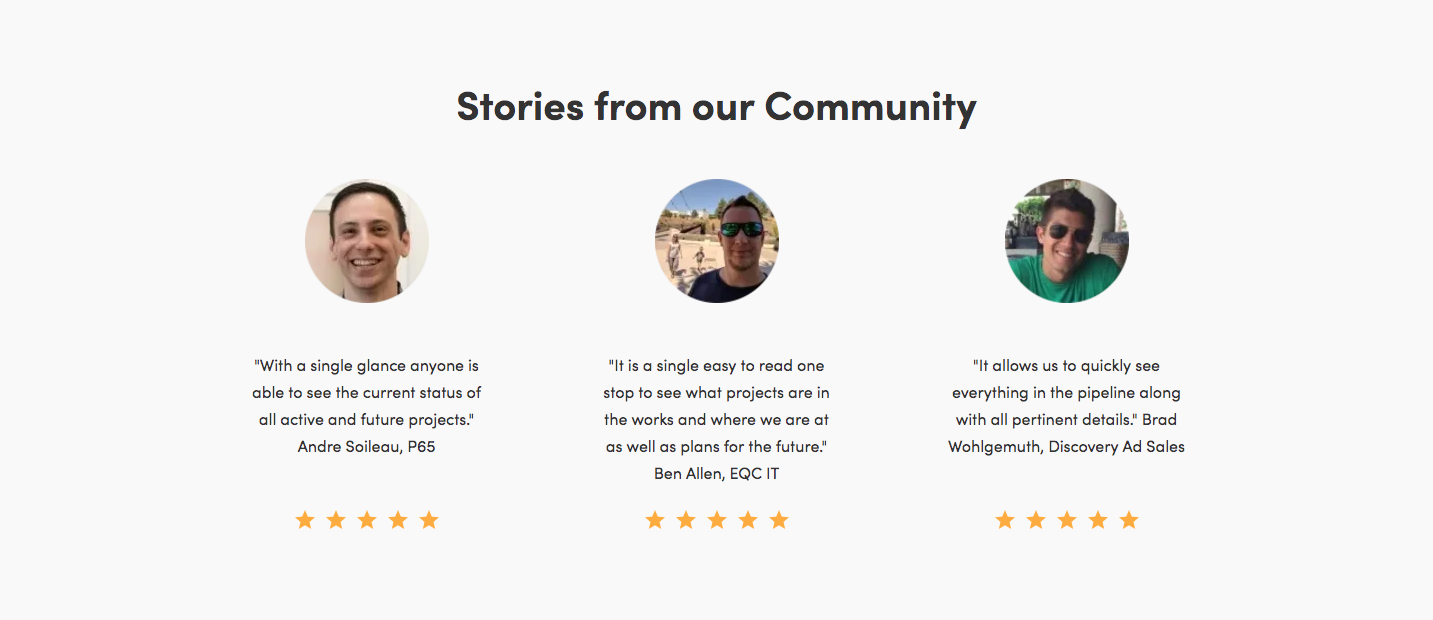 Stories from our Community
"With a single glance anyone is
able to see the current status of
all active and future projects."
Andre Soileau, P65
"It is a single easy to read one
stop to see what projects are in
the works and where we are at
as well as plans for the future."
Ben Allen, EQC IT
"It allows us to quickly see
everything in the pipeline along
with all pertinent details." Brad
Wohlgemuth, Discovery Ad Sales